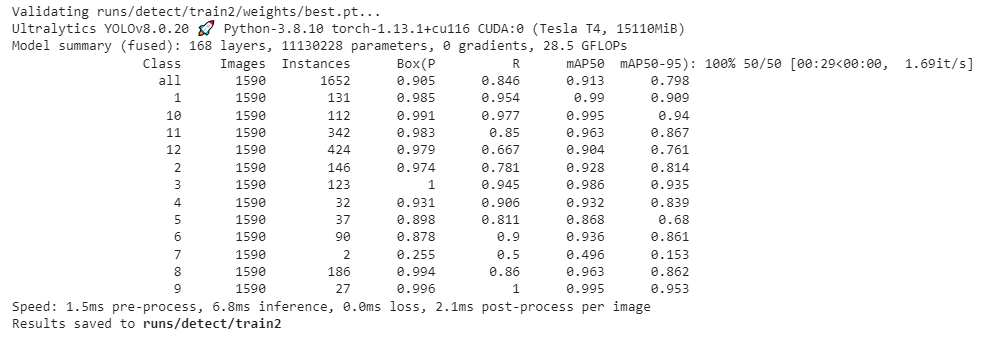 Validating runs/detect/train2/weights/best.pt...
Ultralytics YOLOv8.0.20 🚀 Python-3.8.10 torch-1.13.1+cu116 CUDA:0 (Tesla T4, 15110MiB)
Model summary (fused): 168 layers, 11130228 parameters, 0 gradients, 28.5 GFLOPs
Class Images Instances Box(P R mAP50 mAP50-95): 100% 50/50 [00:29<00:00, 1.69it/s]
all 1590 1652 0.905 0.846 0.913 0.798
1 1590 131 0.985 0.954 0.99 0.909
10 1590 112 0.991 0.977 0.995 0.94
11 1590 342 0.983 0.85 0.963 0.867
12 1590 424 0.979 0.667 0.904 0.761
2 1590 146 0.974 0.781 0.928 0.814
3 1590 123 1 0.945 0.986 0.935
4 1590 32 0.931 0.906 0.932 0.839
5 1590 37 0.898 0.811 0.868 0.68
6 1590 90 0.878 0.9 0.936 0.861
7 1590 2 0.255 0.5 0.496 0.153
8 1590 186 0.994 0.86 0.963 0.862
9 1590 27 0.996 1 0.995 0.953
Speed: 1.5ms pre-process, 6.8ms inference, 0.0ms loss, 2.1ms post-process per image
Results saved to runs/detect/train2